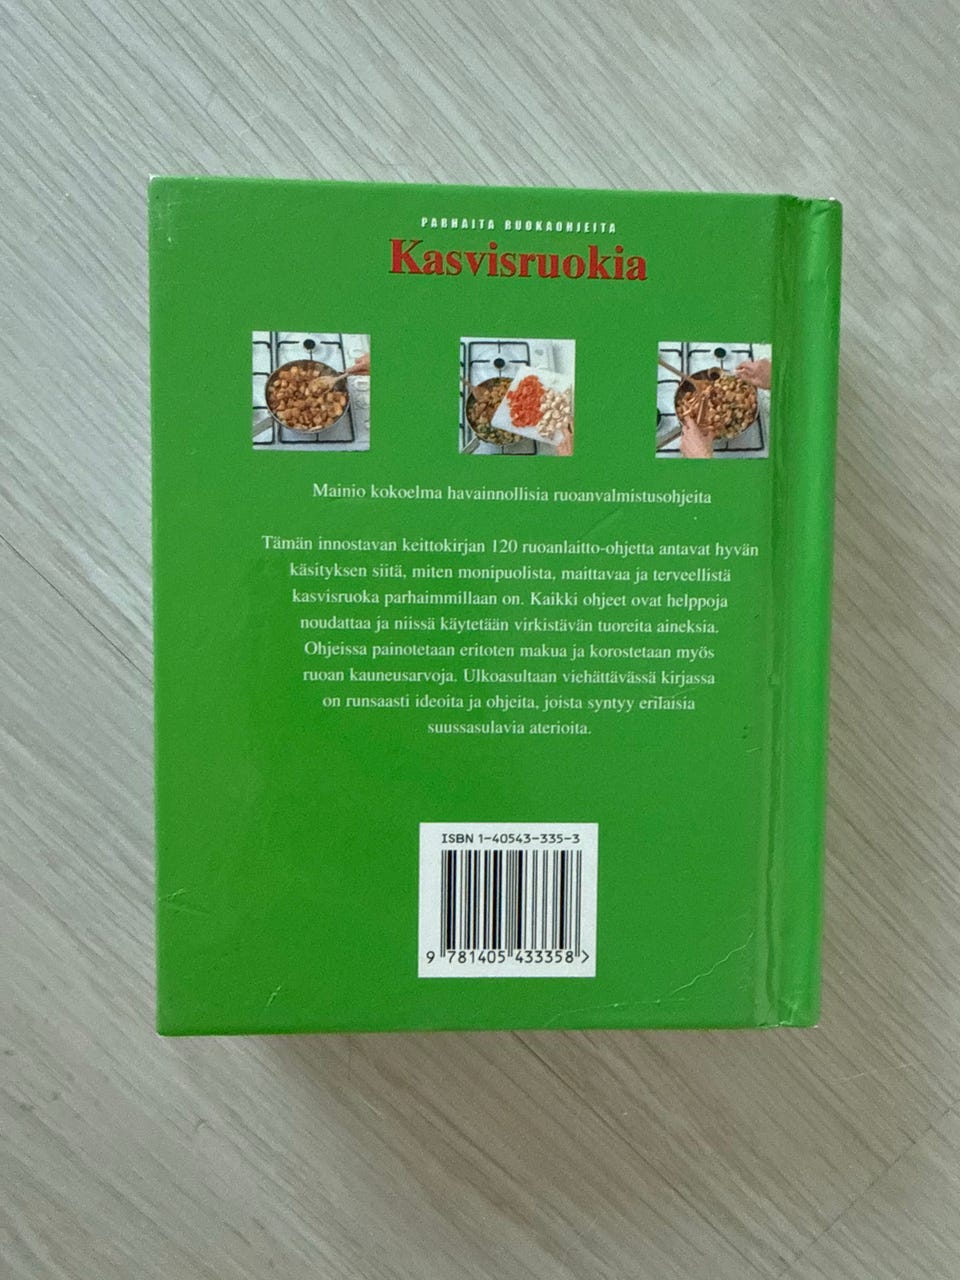 PARHAITA RUOKAOHJEITA
Kasvisruokia
Mainio kokoelma havainnollisia ruoanvalmistusohjeita
Tämän innostavan keittokirjan 120 ruoanlaitto-ohjetta antavat hyvän
käsityksen siitä, miten monipuolista, maittavaa ja terveellistä
kasvisruoka parhaimmillaan on. Kaikki ohjeet ovat helppoja
noudattaa ja niissä käytetään virkistävän tuoreita aineksia.
Ohjeissa painotetaan eritoten makua ja korostetaan myös
ruoan kauneusarvoja. Ulkoasultaan viehättävässä kirjassa
on runsaasti ideoita ja ohjeita, joista syntyy erilaisia
suussasulavia aterioita.
ISBN 1-40543-335-3
9 781405 433358 >